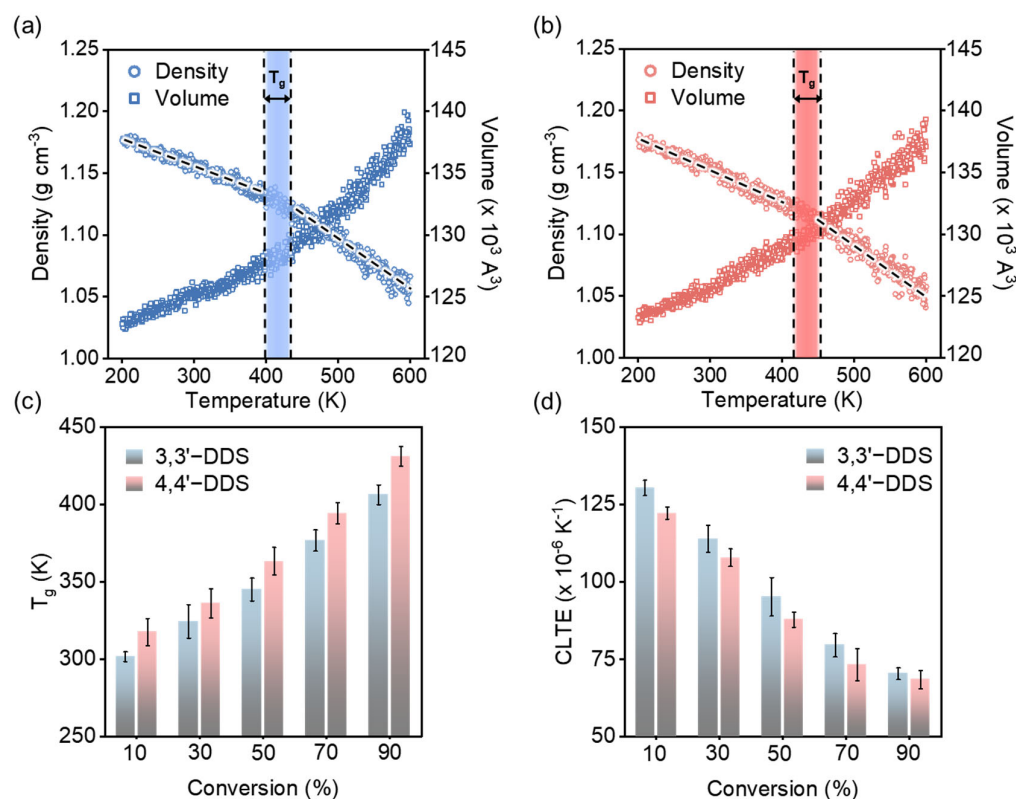 (a)
1.25
1.20
1.15
1.10
1.05
1.00
Density (g cm⁻³)
Density
Volume
Tg
145
140
135
130
125
120
Volume (x 10³ A³)
200 300 400 500 600
Temperature (K)
(b)
1.25
1.20
1.15
1.10
1.05
1.00
Density (g cm⁻³)
Density
Volume
Tg
145
140
135
130
125
120
Volume (x 10³ A³)
200 300 400 500 600
Temperature (K)
(c)
450
400
350
300
250
Tg (K)
3,3'−DDS
4,4'−DDS
10 30 50 70 90
Conversion (%)
(d)
150
125
100
75
50
CLTE (x 10⁻⁶ K⁻¹)
3,3'−DDS
4,4'−DDS
10 30 50 70 90
Conversion (%)